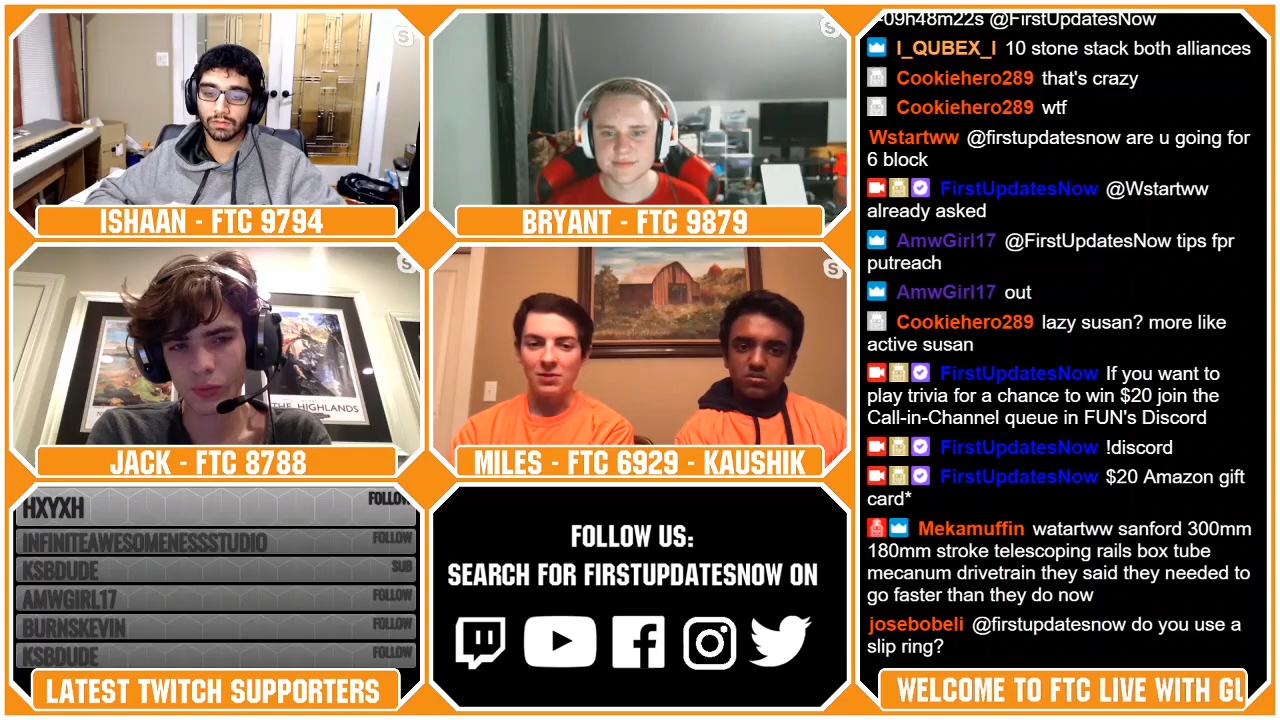 ISHAAN - FTC 9794
BRYANT - FTC 9879
JACK - FTC 8788
THE HIGHLANDS
MILES - FTC 6929 - KAUSHIK
HXYXH FOLLOW
INFINITEAWESOMENESSSTUDIO FOLLOW
KSBDUDE SUB
AMWGIRL17 FOLLOW
BURNSKEVIN FOLLOW
KSBDUDE FOLLOW
LATEST TWITCH SUPPORTERS
FOLLOW US:
SEARCH FOR FIRSTUPDATESNOW ON
-09h48m22s @FirstUpdatesNow
I_QUBEX_I 10 stone stack both alliances
Cookiehero289 that's crazy
Cookiehero289 wtf
Wstartww @firstupdatesnow are u going for
6 block
FirstUpdatesNow @Wstartww
already asked
AmwGirl17 @FirstUpdatesNow tips fpr
putreach
AmwGirl17 out
Cookiehero289 lazy susan? more like
active susan
FirstUpdatesNow If you want to
play trivia for a chance to win $20 join the
Call-in-Channel queue in FUN's Discord
FirstUpdatesNow !discord
FirstUpdatesNow $20 Amazon gift
card*
Mekamuffin watartww sanford 300mm
180mm stroke telescoping rails box tube
mecanum drivetrain they said they needed to
go faster than they do now
josebobeli @firstupdatesnow do you use a
slip ring?
WELCOME TO FTC LIVE WITH GU